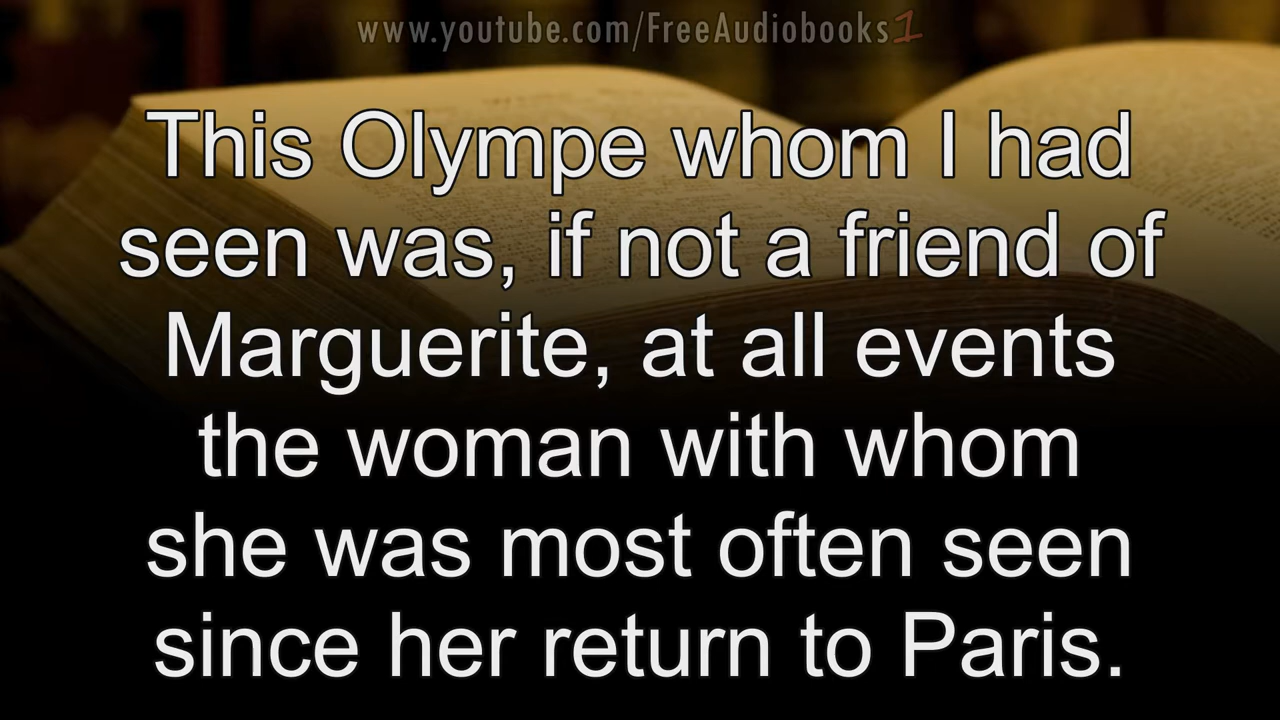 www.youtube.com/FreeAudiobooks1
This Olympe whom I had
seen was, if not a friend of
Marguerite, at all events
the woman with whom
she was most often seen
since her return to Paris.